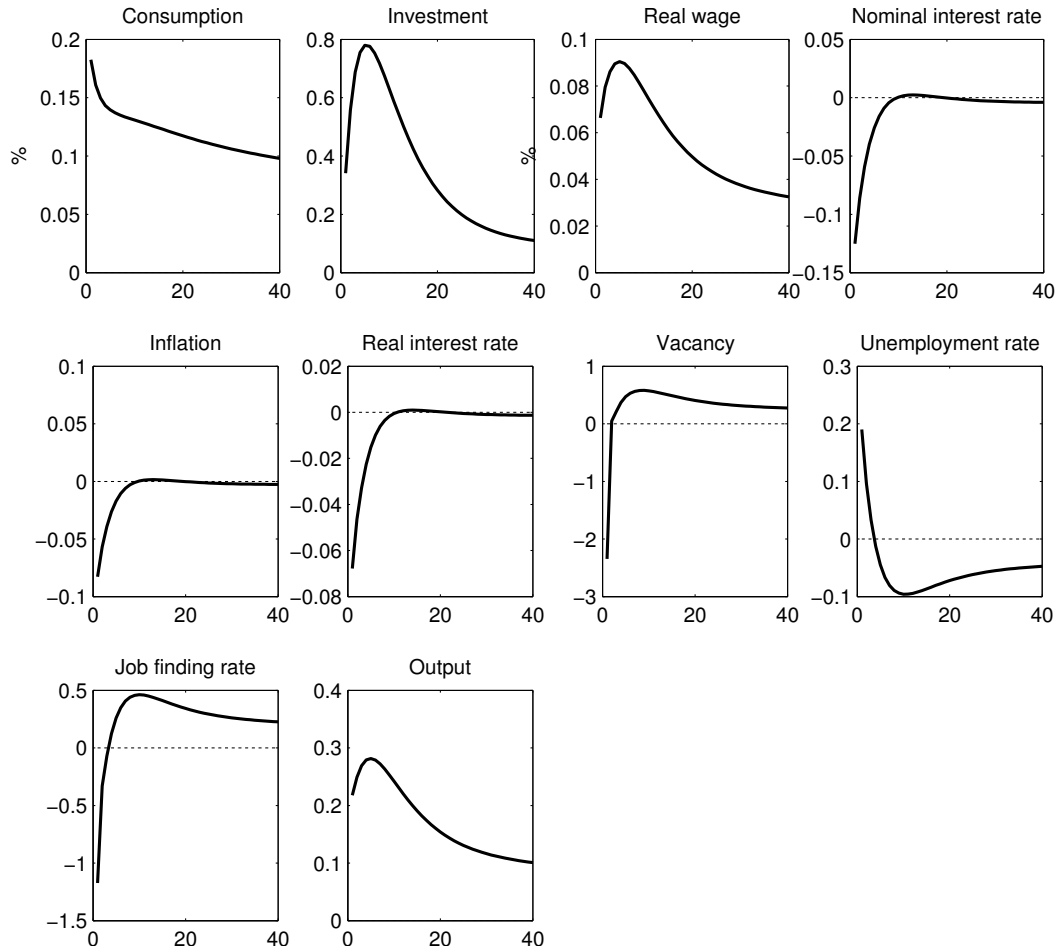 Consumption
0.2
0.15
0.1
0.05
0
%
0 20 40
Investment
0.8
0.6
0.4
0.2
0
0 20 40
Real wage
0.1
0.08
0.06
0.04
0.02
0
%
0 20 40
Nominal interest rate
0.05
0
−0.05
−0.1
−0.15
0 20 40
Inflation
0.1
0.05
0
−0.05
−0.1
0 20 40
Real interest rate
0.02
0
−0.02
−0.04
−0.06
−0.08
0 20 40
Vacancy
1
0
−1
−2
−3
0 20 40
Unemployment rate
0.3
0.2
0.1
0
−0.1
0 20 40
Job finding rate
0.5
0
−0.5
−1
−1.5
0 20 40
Output
0.4
0.3
0.2
0.1
0
0 20 40